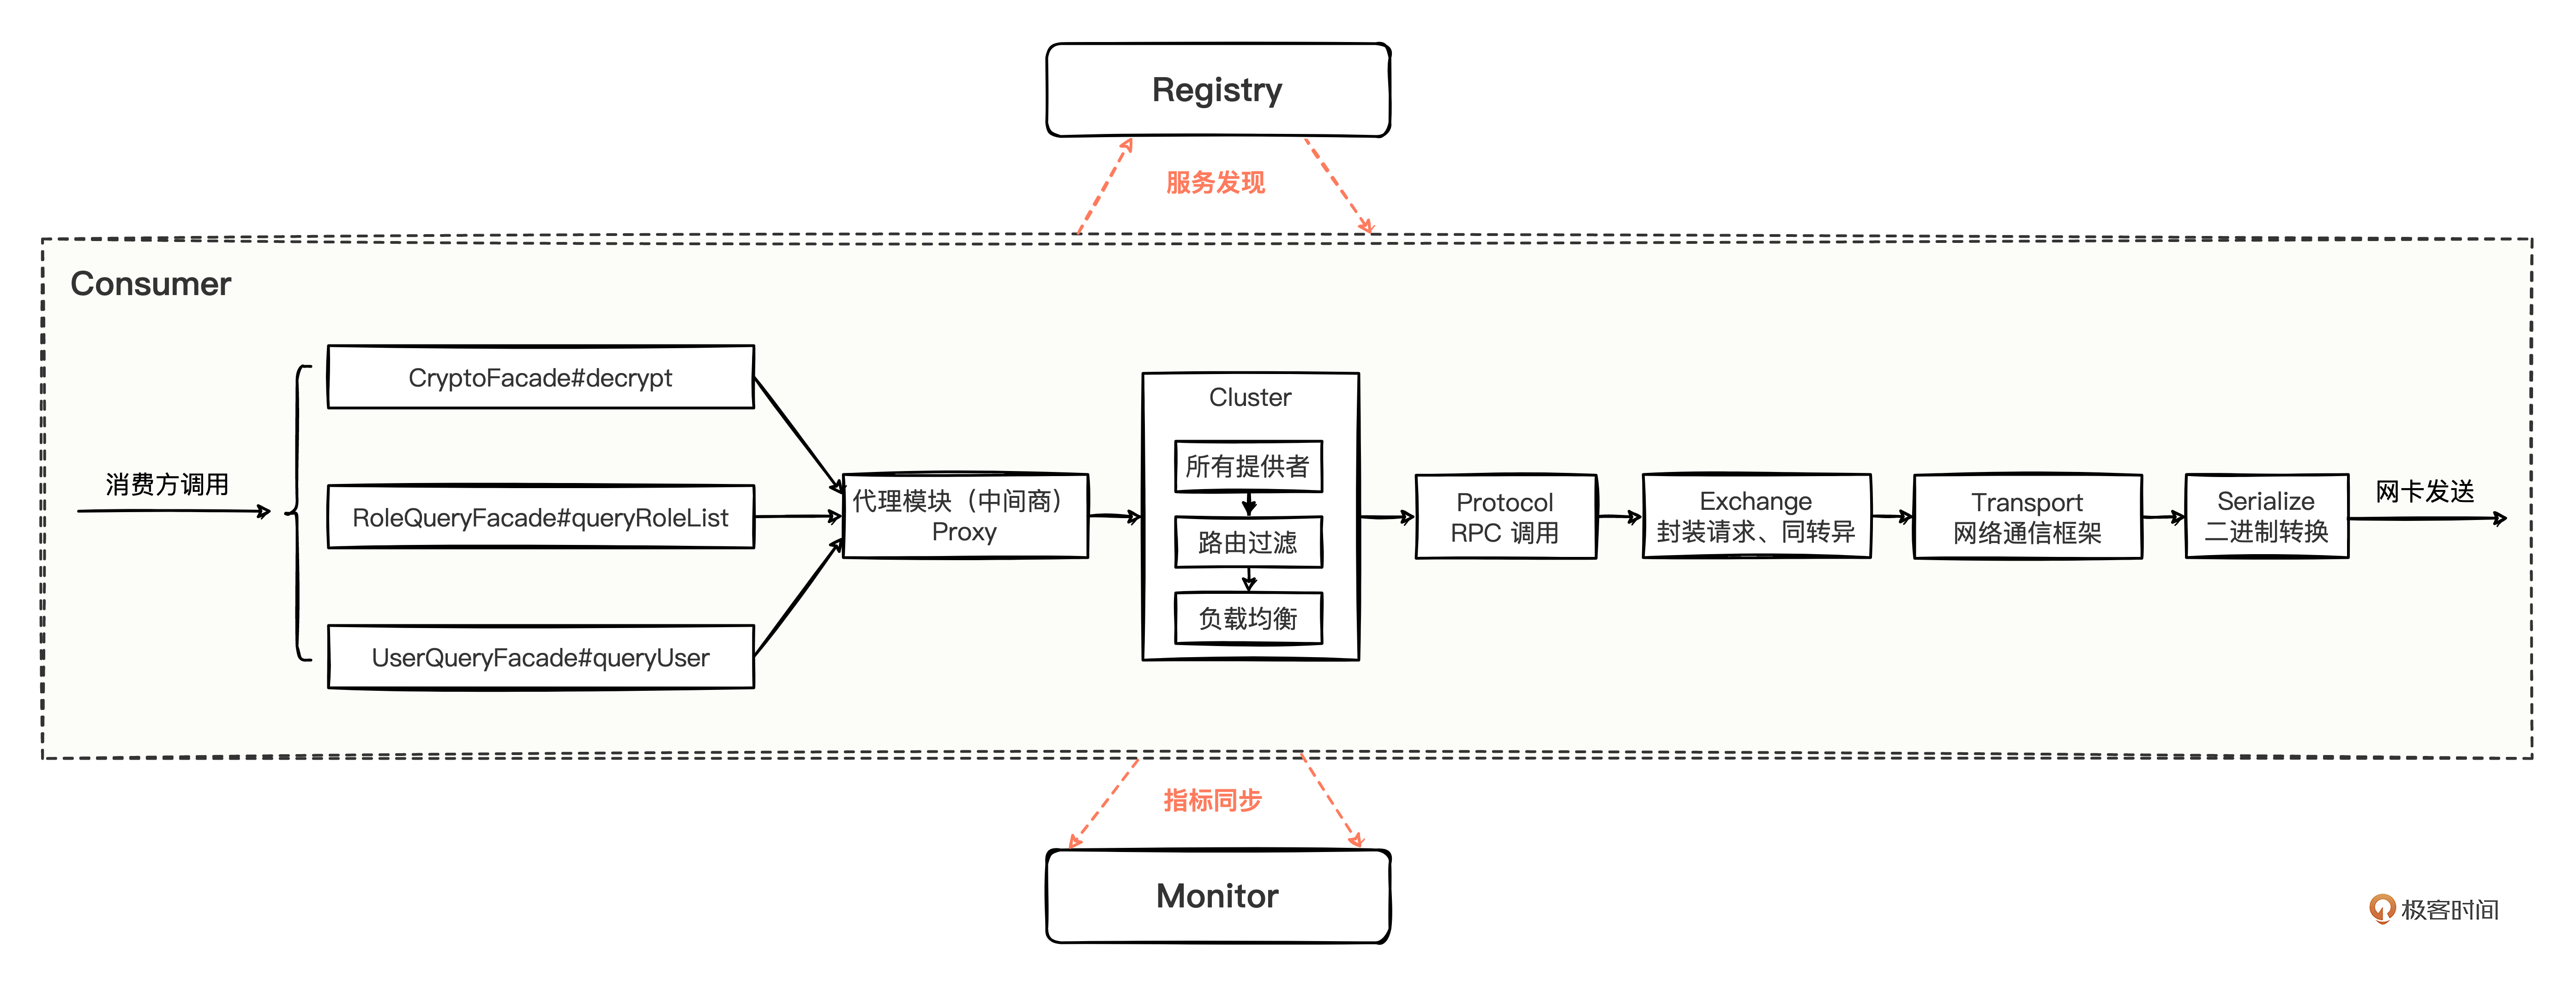 Registry
服务发现
Consumer
消费方调用
CryptoFacade#decrypt
RoleQueryFacade#queryRoleList
UserQueryFacade#queryUser
代理模块（中间商）
Proxy
Cluster
所有提供者
路由过滤
负载均衡
Protocol
RPC 调用
Exchange
封装请求、同转异
Transport
网络通信框架
Serialize
二进制转换
网卡发送
指标同步
Monitor
极客时间